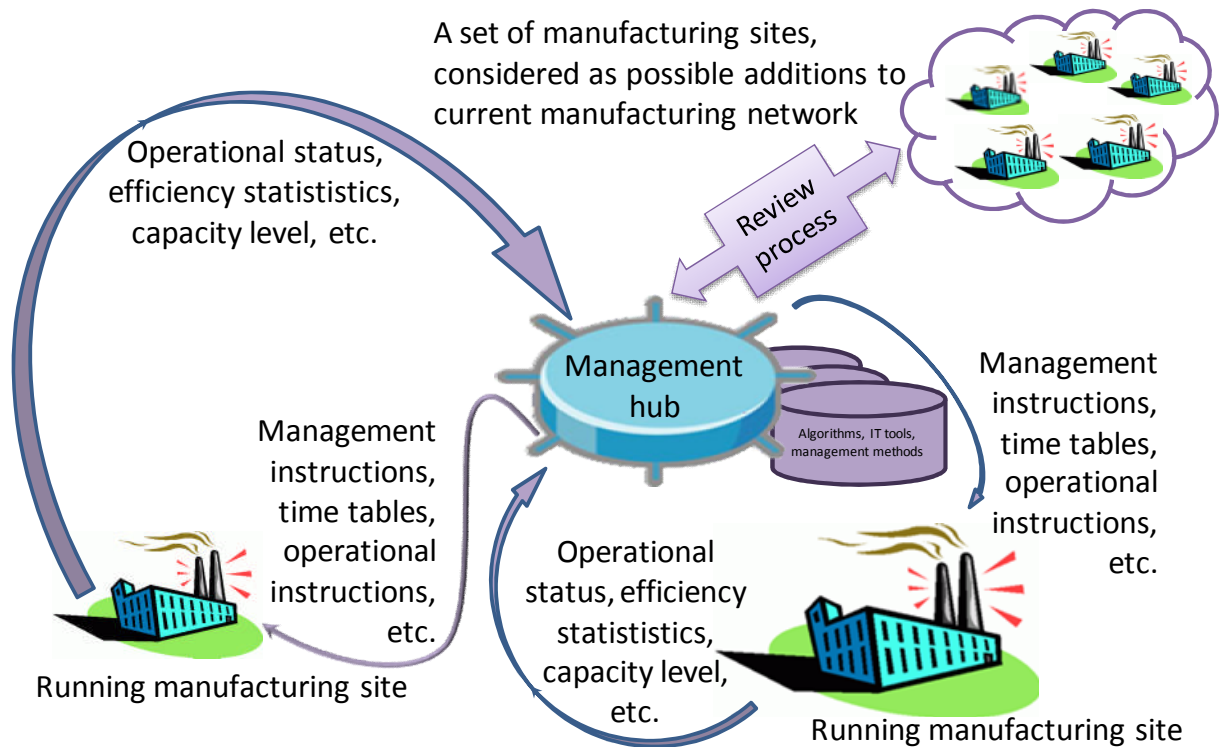 A set of manufacturing sites,
considered as possible additions to
current manufacturing network
Operational status,
efficiency statististics,
capacity level, etc.
Review
process
Management
hub
Algorithms, IT tools,
management methods
Management
instructions,
time tables,
operational
instructions,
etc.
Management
instructions,
time tables,
operational
instructions,
etc.
Operational
status, efficiency
statististics,
capacity level,
etc.
Running manufacturing site
Running manufacturing site